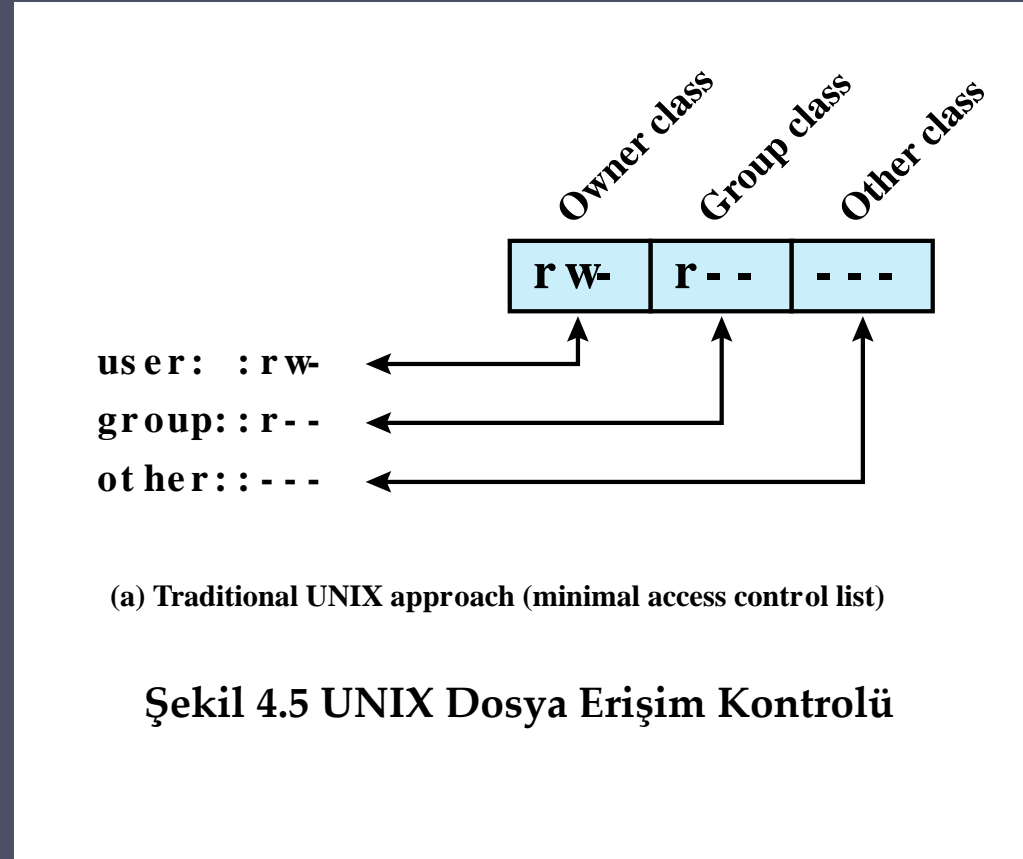 Owner class
Group class
Other class
rw- r-- ---
user: :rw-
group::r--
other::---
(a) Traditional UNIX approach (minimal access control list)
Şekil 4.5 UNIX Dosya Erişim Kontrolü